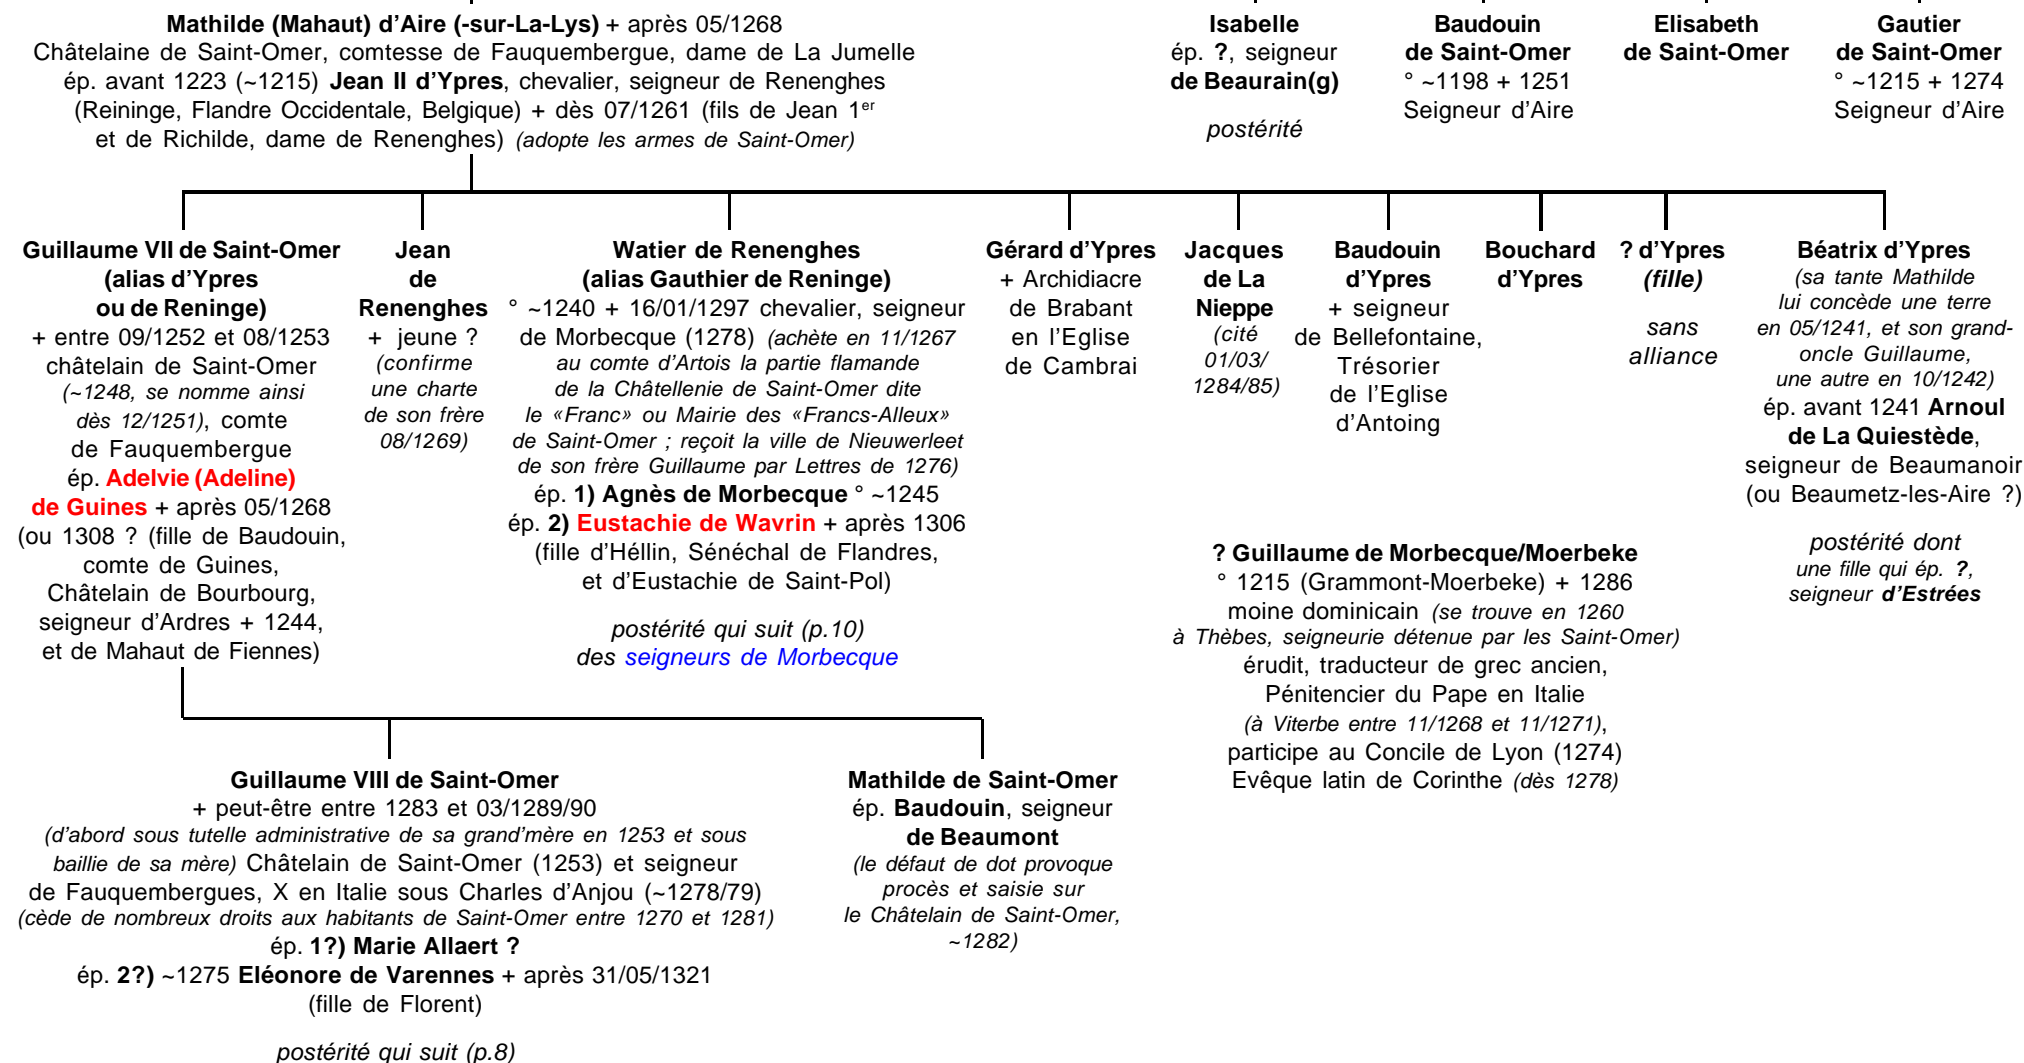 Mathilde (Mahaut) d'Aire (-sur-La-Lys) + après 05/1268
Châtelaine de Saint-Omer, comtesse de Fauquembergue, dame de La Jumelle
ép. avant 1223 (~1215) Jean II d'Ypres, chevalier, seigneur de Renenghes
(Reininge, Flandre Occidentale, Belgique) + dès 07/1261 (fils de Jean 1er
et de Richilde, dame de Renenghes) (adopte les armes de Saint-Omer)
Isabelle
ép. ?, seigneur
de Beaurain(g)
postérité
Baudouin
de Saint-Omer
° ~1198 + 1251
Seigneur d'Aire
Elisabeth
de Saint-Omer
Gautier
de Saint-Omer
° ~1215 + 1274
Seigneur d'Aire
Guillaume VII de Saint-Omer
(alias d'Ypres
ou de Reninge)
+ entre 09/1252 et 08/1253
châtelain de Saint-Omer
(~1248, se nomme ainsi
dès 12/1251), comte
de Fauquembergue
ép. Adelvie (Adeline)
de Guines + après 05/1268
(ou 1308 ? (fille de Baudouin,
comte de Guines,
Châtelain de Bourbourg,
seigneur d'Ardres + 1244,
et de Mahaut de Fiennes)
Jean
de
Renenghes
+ jeune ?
(confirme
une charte
de son frère
08/1269)
Watier de Renenghes
(alias Gauthier de Reninge)
° ~1240 + 16/01/1297 chevalier, seigneur
de Morbecque (1278) (achète en 11/1267
au comte d'Artois la partie flamande
de la Châtellenie de Saint-Omer dite
le «Franc» ou Mairie des «Francs-Alleux»
de Saint-Omer ; reçoit la ville de Nieuwerleet
de son frère Guillaume par Lettres de 1276)
ép. 1) Agnès de Morbecque ° ~1245
ép. 2) Eustachie de Wavrin + après 1306
(fille d'Héllin, Sénéchal de Flandres,
et d'Eustachie de Saint-Pol)
postérité qui suit (p.10)
des seigneurs de Morbecque
Gérard d'Ypres
+ Archidiacre
de Brabant
en l'Eglise
de Cambrai
Jacques
de La
Nieppe
(cité
01/03/
1284/85)
Baudouin
d'Ypres
+ seigneur
de Bellefontaine,
Trésorier
de l'Eglise
d'Antoing
Bouchard
d'Ypres
? d'Ypres
(fille)
sans
alliance
Béatrix d'Ypres
(sa tante Mathilde
lui concède une terre
en 05/1241, et son grand-
oncle Guillaume,
une autre en 10/1242)
ép. avant 1241 Arnoul
de La Quiestède,
seigneur de Beaumanoir
(ou Beaumetz-les-Aire ?)
postérité dont
une fille qui ép. ?,
seigneur d'Estrées
? Guillaume de Morbecque/Moerbeke
° 1215 (Grammont-Moerbeke) + 1286
moine dominicain (se trouve en 1260
à Thèbes, seigneurie détenue par les Saint-Omer)
érudit, traducteur de grec ancien,
Pénitencier du Pape en Italie
(à Viterbe entre 11/1268 et 11/1271),
participe au Concile de Lyon (1274)
Evêque latin de Corinthe (dès 1278)
Guillaume VIII de Saint-Omer
+ peut-être entre 1283 et 03/1289/90
(d'abord sous tutelle administrative de sa grand'mère en 1253 et sous
baillie de sa mère) Châtelain de Saint-Omer (1253) et seigneur
de Fauquembergues, X en Italie sous Charles d'Anjou (~1278/79)
(cède de nombreux droits aux habitants de Saint-Omer entre 1270 et 1281)
ép. 1?) Marie Allaert ?
ép. 2?) ~1275 Eléonore de Varennes + après 31/05/1321
(fille de Florent)
postérité qui suit (p.8)
Mathilde de Saint-Omer
ép. Baudouin, seigneur
de Beaumont
(le défaut de dot provoque
procès et saisie sur
le Châtelain de Saint-Omer,
~1282)